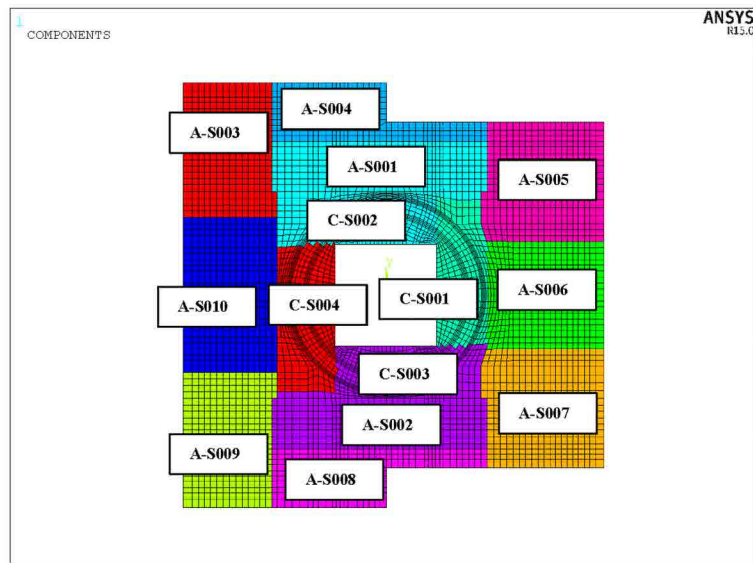 1
COMPONENTS
ANSYS
R15.0
A-S003
A-S004
A-S001
A-S005
C-S002
A-S010
C-S004
C-S001
A-S006
C-S003
A-S002
A-S007
A-S009
A-S008
Y